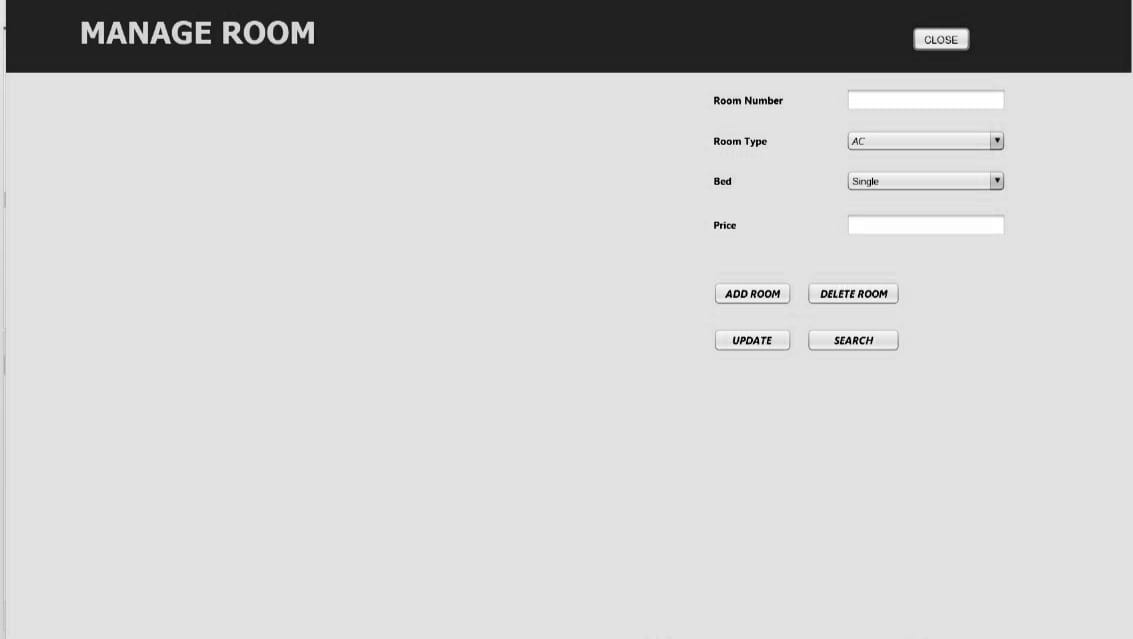 MANAGE ROOM
CLOSE
Room Number
Room Type AC
Bed Single
Price
ADD ROOM DELETE ROOM
UPDATE SEARCH